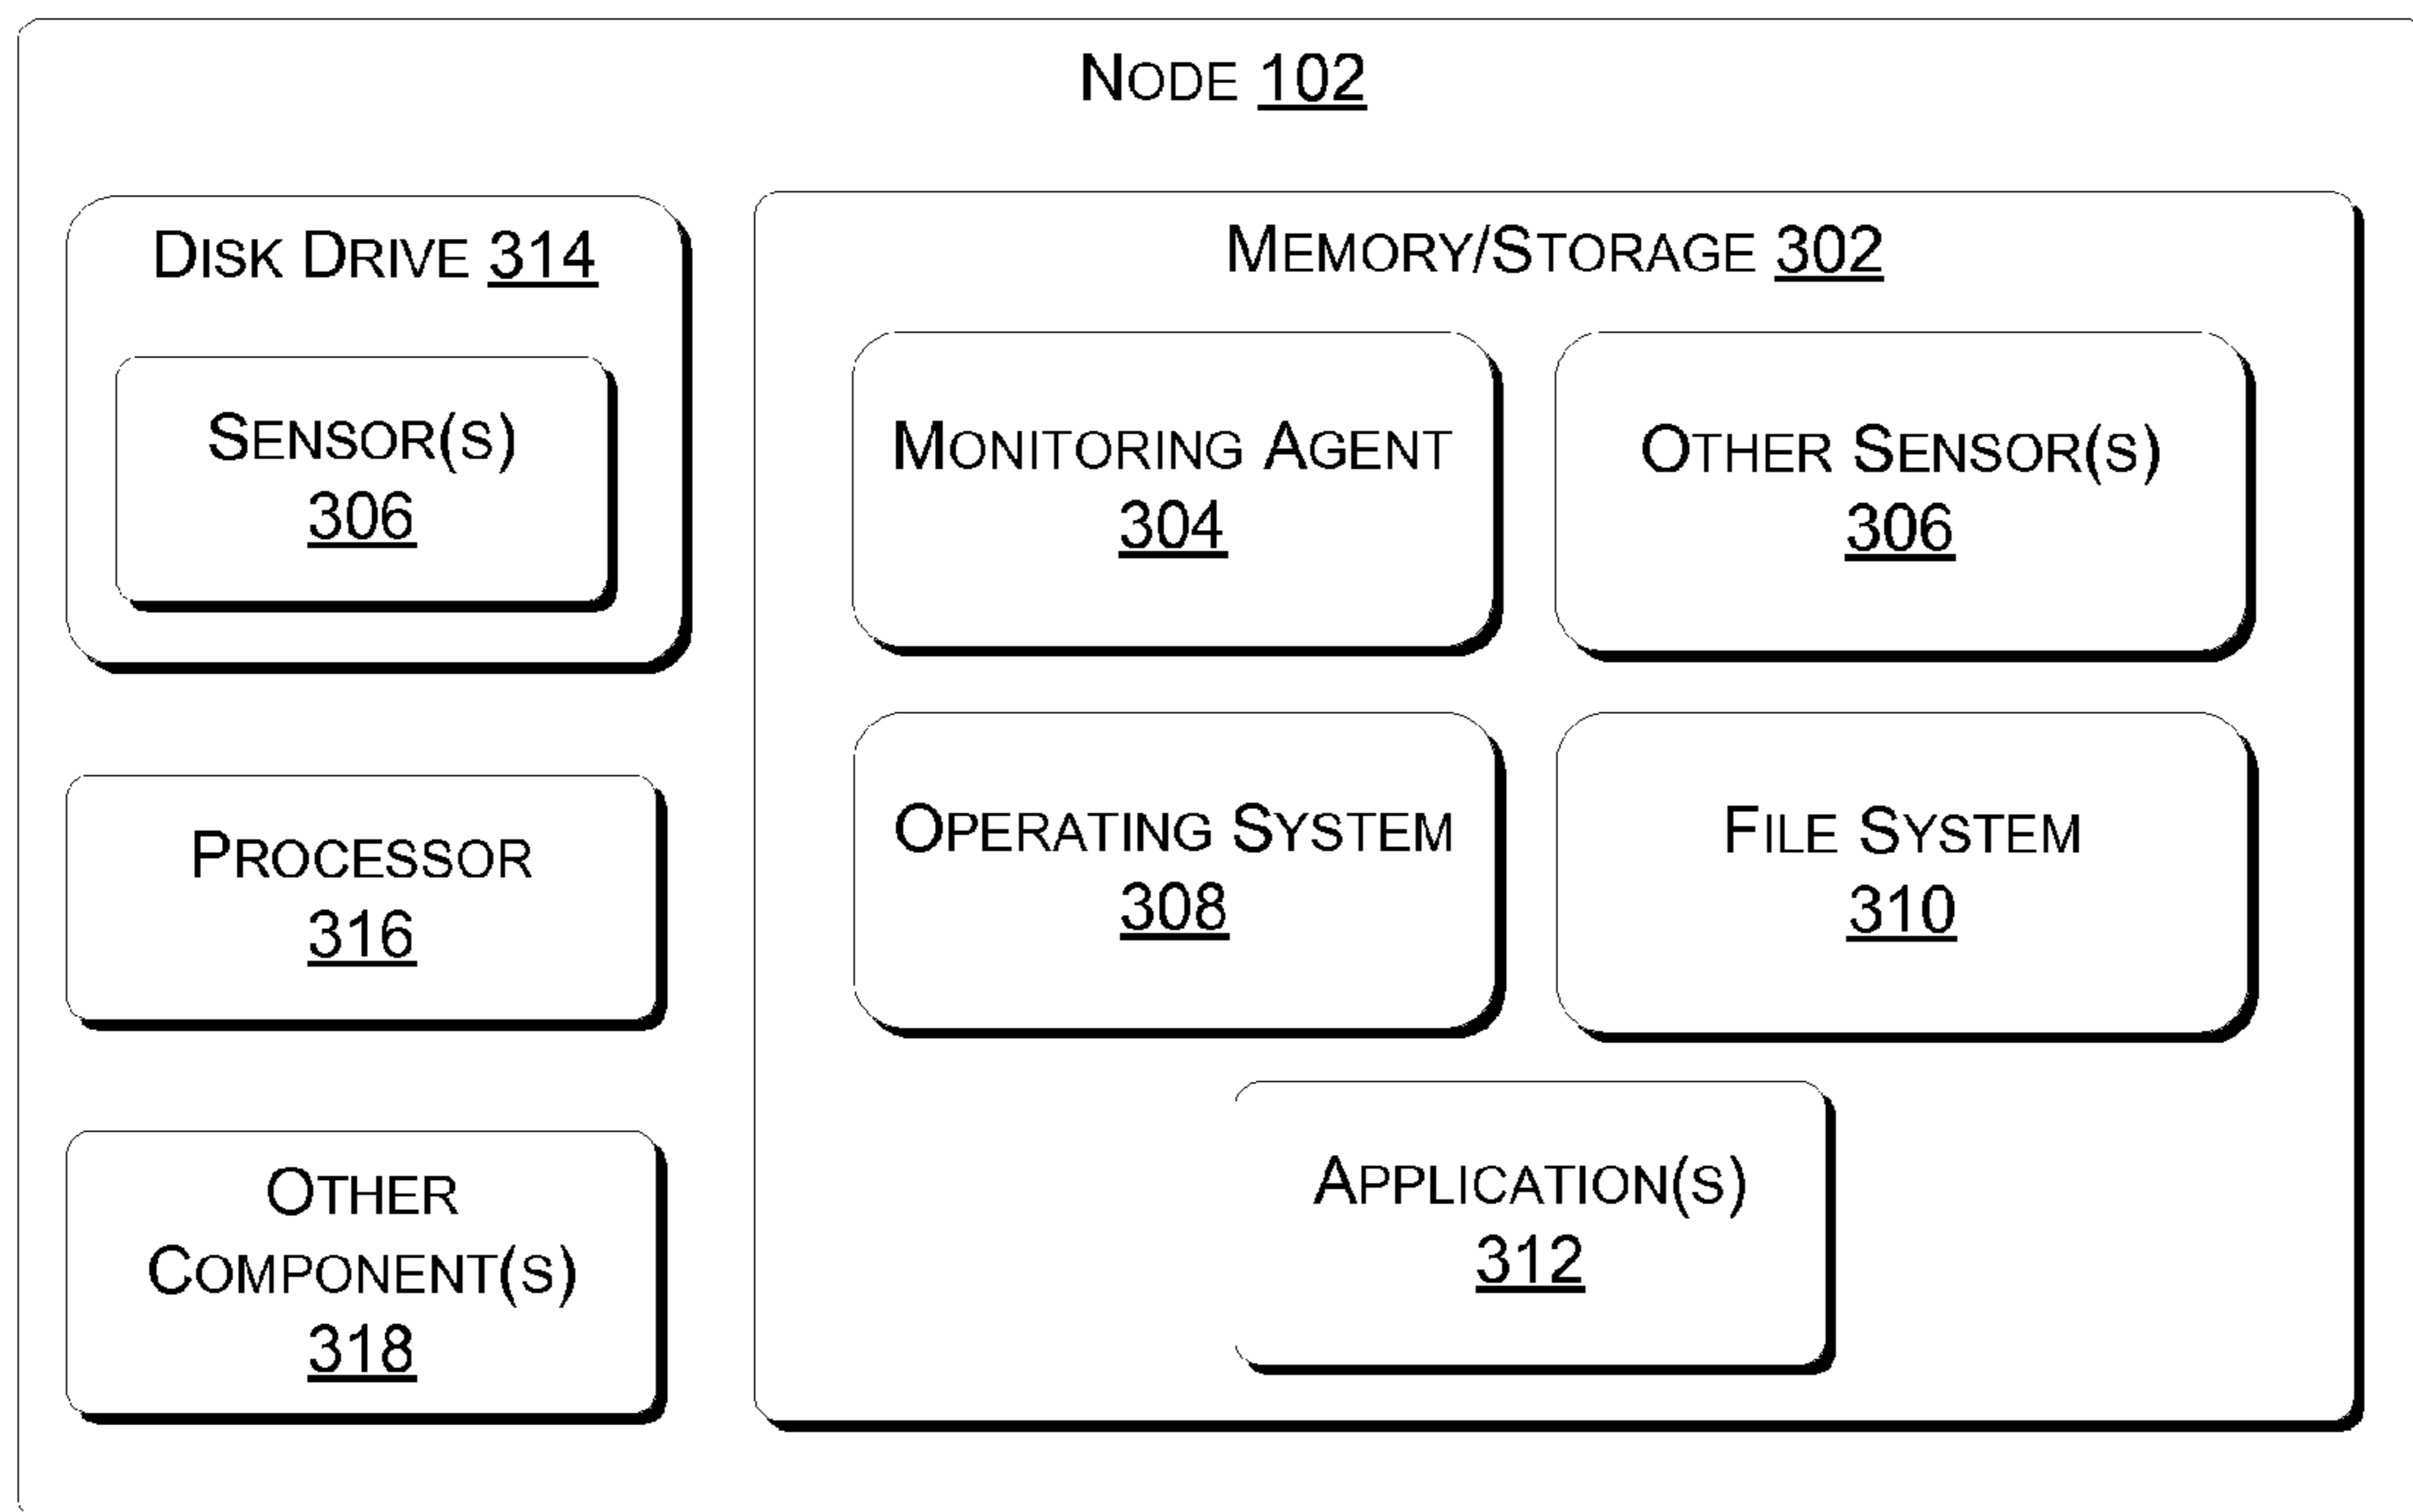 NODE 102
DISK DRIVE 314
SENSOR(S)
306
PROCESSOR
316
OTHER
COMPONENT(S)
318
MEMORY/STORAGE 302
MONITORING AGENT
304
OTHER SENSOR(S)
306
OPERATING SYSTEM
308
FILE SYSTEM
310
APPLICATION(S)
312